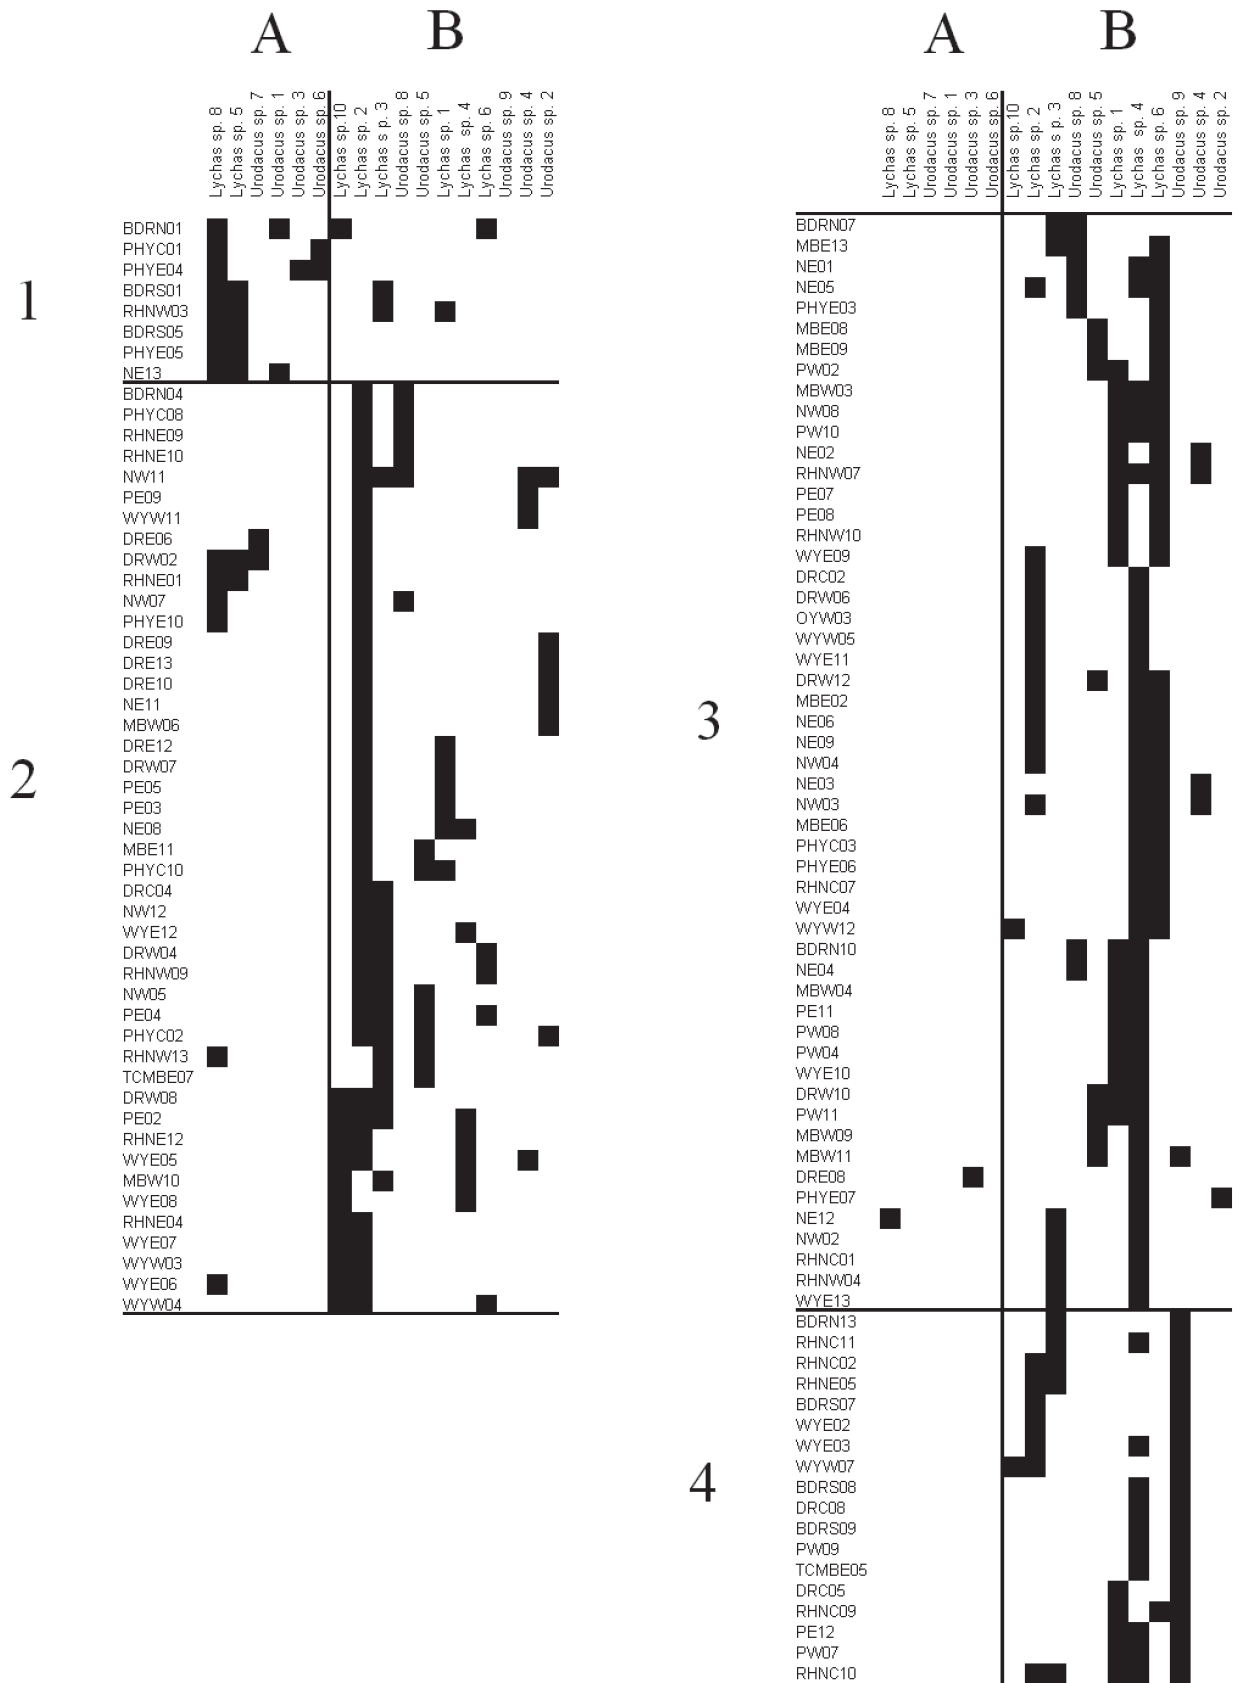 A B
Lychas sp. 8
Lychas sp. 5
Urodacus sp. 7
Urodacus sp. 1
Urodacus sp. 3
Urodacus sp. 6
Lychas sp.10
Lychas sp. 2
Lychas s p. 3
Urodacus sp. 8
Urodacus sp. 5
Lychas sp. 1
Lychas sp. 4
Lychas sp. 6
Urodacus sp. 9
Urodacus sp. 4
Urodacus sp. 2
1
BDRN01
PHYC01
PHYE04
BDRS01
RHNW03
BDRS05
PHYE05
NE13
2
BDRN04
PHYC08
RHNE09
RHNE10
NW11
PE09
WYW11
DRE06
DRW02
RHNE01
NW07
PHYE10
DRE09
DRE13
DRE10
NE11
MBW06
DRE12
DRW07
PE05
PE03
NE08
MBE11
PHYC10
DRC04
NW12
WYE12
DRW04
RHNW09
NW05
PE04
PHYC02
RHNW13
TCMBE07
DRW08
PE02
RHNE12
WYE05
MBW10
WYE08
RHNE04
WYE07
WYW03
WYE06
WYW04
A B
Lychas sp. 8
Lychas sp. 5
Urodacus sp. 7
Urodacus sp. 1
Urodacus sp. 3
Urodacus sp. 6
Lychas sp.10
Lychas sp. 2
Lychas s p. 3
Urodacus sp. 8
Urodacus sp. 5
Lychas sp. 1
Lychas sp. 4
Lychas sp. 6
Urodacus sp. 9
Urodacus sp. 4
Urodacus sp. 2
3
BDRN07
MBE13
NE01
NE05
PHYE03
MBE08
MBE09
PW02
MBW03
NW08
PW10
NE02
RHNW07
PE07
PE08
RHNW10
WYE09
DRC02
DRW06
OYW03
WYW05
WYE11
DRW12
MBE02
NE06
NE09
NW04
NE03
NW03
MBE06
PHYC03
PHYE06
RHNC07
WYE04
WYW12
BDRN10
NE04
MBW04
PE11
PW08
PW04
WYE10
DRW10
PW11
MBW09
MBW11
DRE08
PHYE07
NE12
NW02
RHNC01
RHNW04
WYE13
4
BDRN13
RHNC11
RHNC02
RHNE05
BDRS07
WYE02
WYE03
WYW07
BDRS08
DRC08
BDRS09
PW09
TCMBE05
DRC05
RHNC09
PE12
PW07
RHNC10